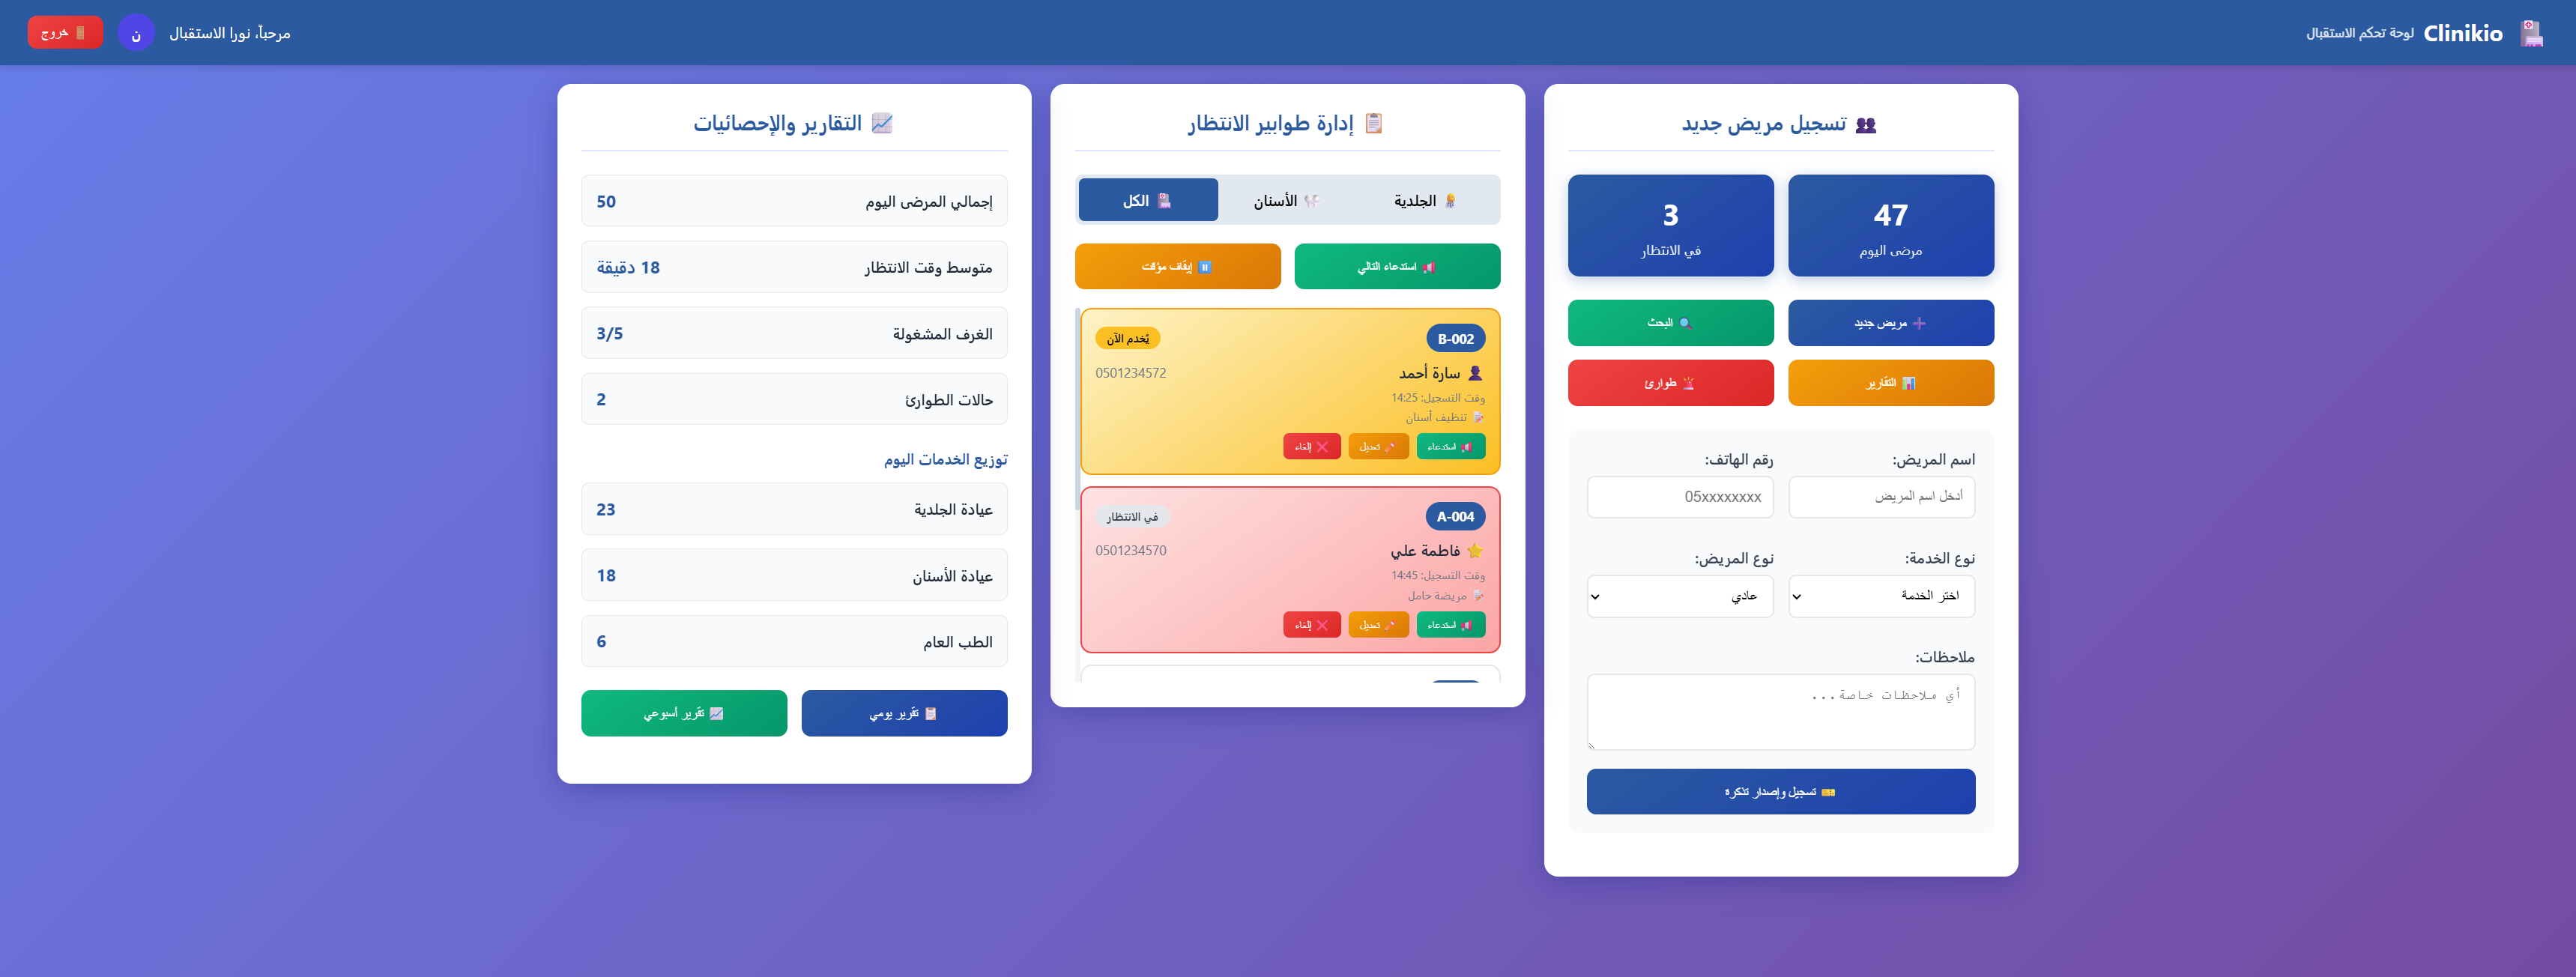 Clinikio لوحة تحكم الاستقبال
مرحباً، نورا الاستقبال
ن
خروج
تسجيل مريض جديد
47
مرضى اليوم
3
في الانتظار
مريض جديد
البحث
التقارير
طوارئ
اسم المريض:
رقم الهاتف:
أدخل اسم المريض
05xxxxxxxx
نوع الخدمة:
نوع المريض:
اختر الخدمة
عادي
ملاحظات:
أي ملاحظات خاصة...
تسجيل وإصدار تذكرة
إدارة طوابير الانتظار
الجلدية
الأسنان
الكل
استدعاء التالي
إيقاف مؤقت
B-002
يُخدم الآن
سارة أحمد
0501234572
وقت التسجيل: 14:25
تنظيف أسنان
استدعاء
تعديل
إلغاء
A-004
في الانتظار
فاطمة علي
0501234570
وقت التسجيل: 14:45
مريضة حامل
استدعاء
تعديل
إلغاء
التقارير والإحصائيات
إجمالي المرضى اليوم 50
متوسط وقت الانتظار 18 دقيقة
الغرف المشغولة 3/5
حالات الطوارئ 2
توزيع الخدمات اليوم
عيادة الجلدية 23
عيادة الأسنان 18
الطب العام 6
تقرير يومي
تقرير أسبوعي